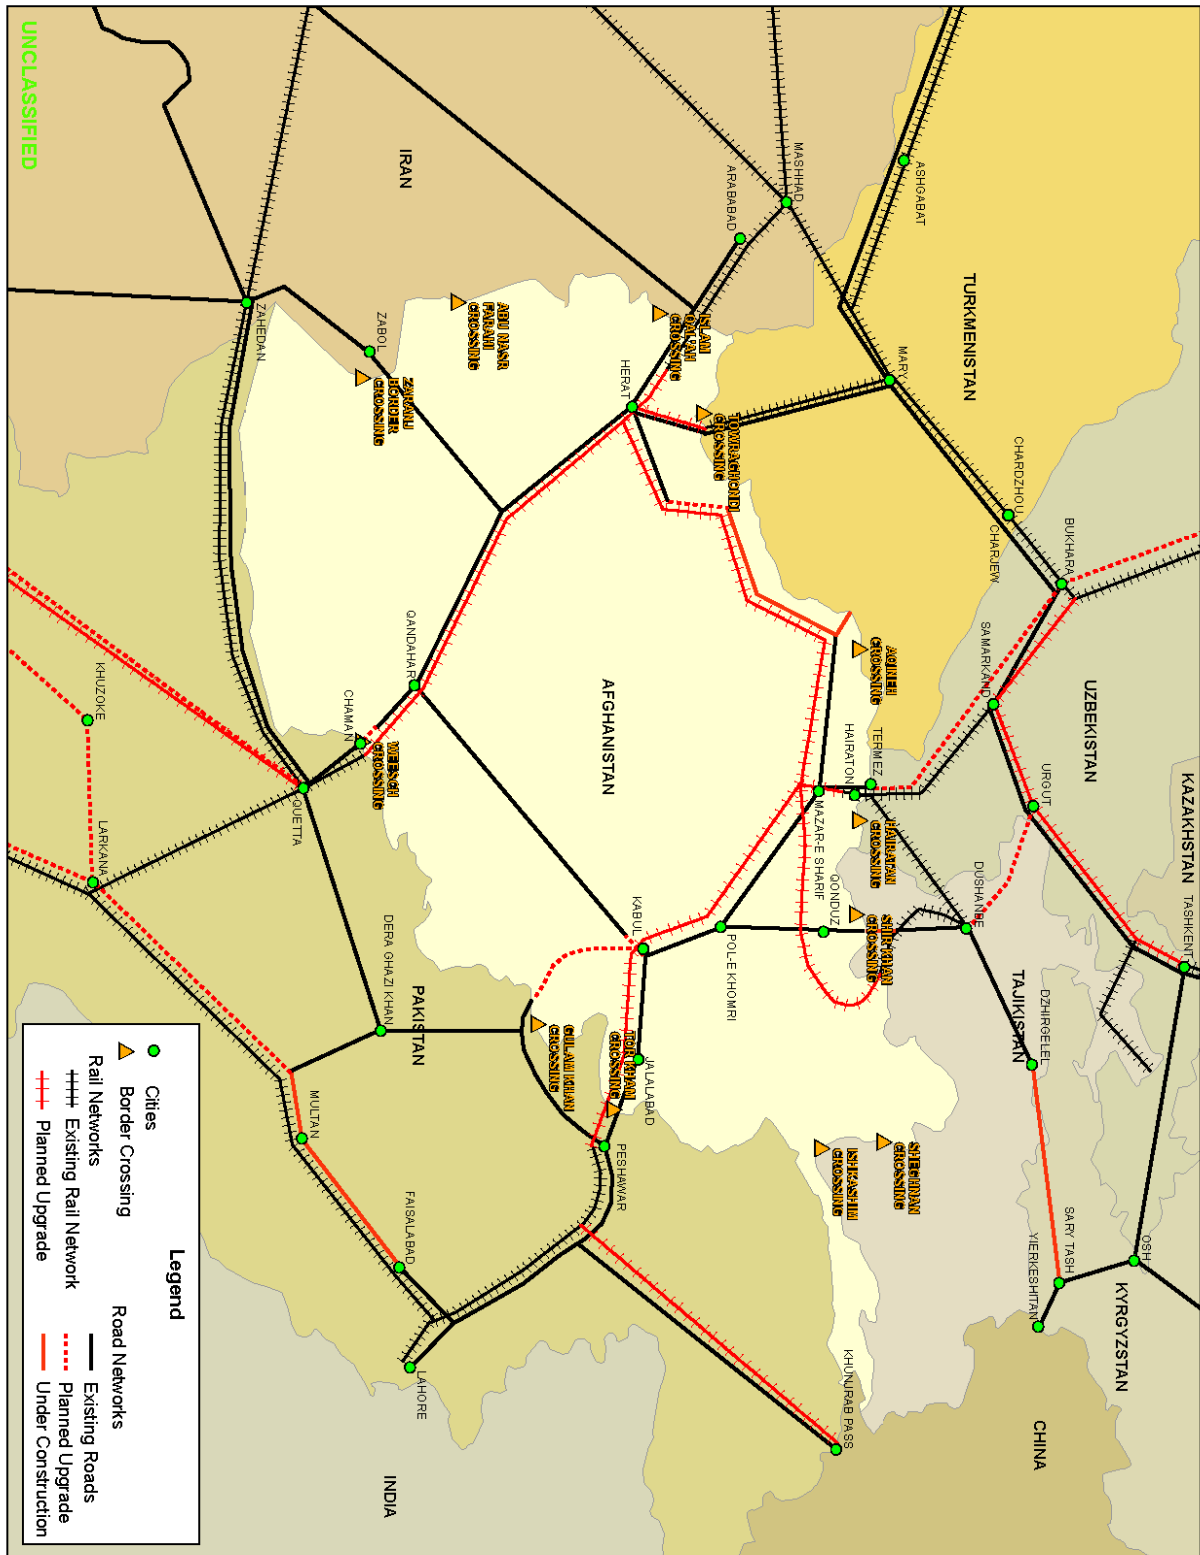 KAZAKHSTAN
TASHKENT
UZBEKISTAN
KYRGYZSTAN
OSH
BUKHARA
URGUT
SARY TASH
YIERKESHITAN
CHINA
DZHIRGELEL
TAJIKISTAN
CHARDZHOU
CHARJEW
SAMARKAND
DUSHANBE
TURKMENISTAN
ASHGABAT
MARY
AQINEH
CROSSING
TERMEZ
HAIRATON
HAIRATAN
CROSSING
SHIR KHAN
CROSSING
SHEGHNAN
CROSSING
ISHKASHIM
CROSSING
KHUNJRAB PASS
MAZAR-E SHARIF
QONDUZ
MASHHAD
ARABABAD
TOWRAGHONDI
CROSSING
ISLAM
QAL'AH
CROSSING
HERAT
POL-E KHOMRI
KABUL
JALALABAD
TORKHAM
CROSSING
PESHAWAR
AFGHANISTAN
GULAM KHAN
CROSSING
ABU NASR
FARAHI
CROSSING
IRAN
ZARANJ
BORDER
CROSSING
ZABOL
QANDAHAR
WEESCH
CROSSING
CHAMAN
PAKISTAN
DERA GHAZI KHAN
FAISALABAD
LAHORE
INDIA
ZAHEDAN
QUETTA
MULTAN
KHUZOKE
LARKANA
UNCLASSIFIED
Legend
Cities
Border Crossing
Rail Networks
Existing Rail Network
Planned Upgrade
Road Networks
Existing Roads
Planned Upgrade
Under Construction